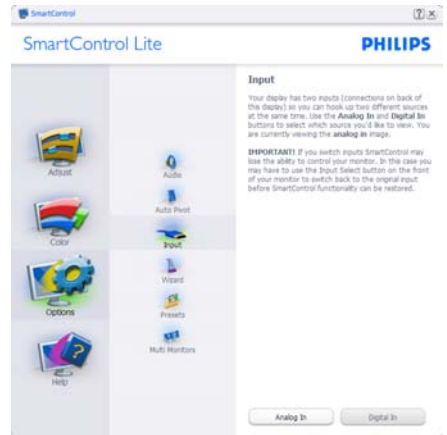 SmartControl
SmartControl Lite
PHILIPS
Adjust
Color
Options
Help
Audio
Auto Pivot
Input
Wizard
Presets
Multi Monitors
Input
Your display has two inputs (connections on back of
the display) so you can hook up two different sources
at the same time. Use the Analog In and Digital In
buttons to select which source you'd like to view. You
are currently viewing the analog in image.
IMPORTANT! If you switch inputs SmartControl may
lose the ability to control your monitor. In this case you
may have to use the Input Select button on the front
of your monitor to switch back to the original input
before SmartControl functionality can be restored.
Analog In
Digital In